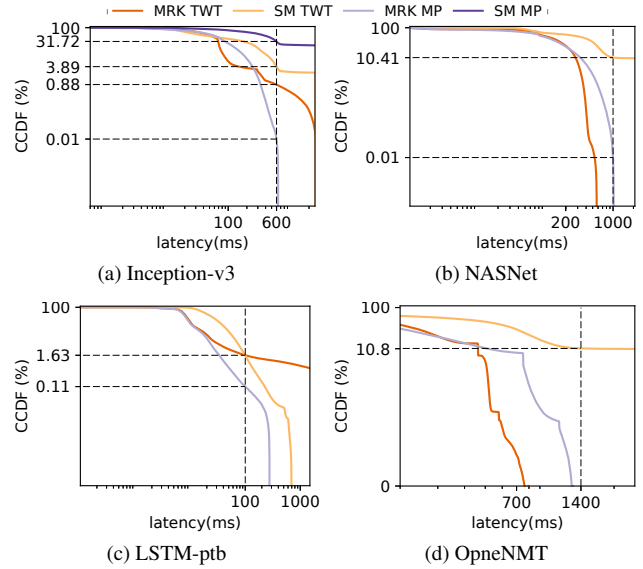 MRK TWT SM TWT MRK MP SM MP
100
31.72
3.89
0.88
0.01
CCDF (%)
100 600
latency(ms)
(a) Inception-v3
100
10.41
0.01
CCDF (%)
200 1000
latency(ms)
(b) NASNet
100
1.63
0.11
CCDF (%)
100 1000
latency(ms)
(c) LSTM-ptb
100
10.8
0
CCDF (%)
700 1400
latency(ms)
(d) OpneNMT